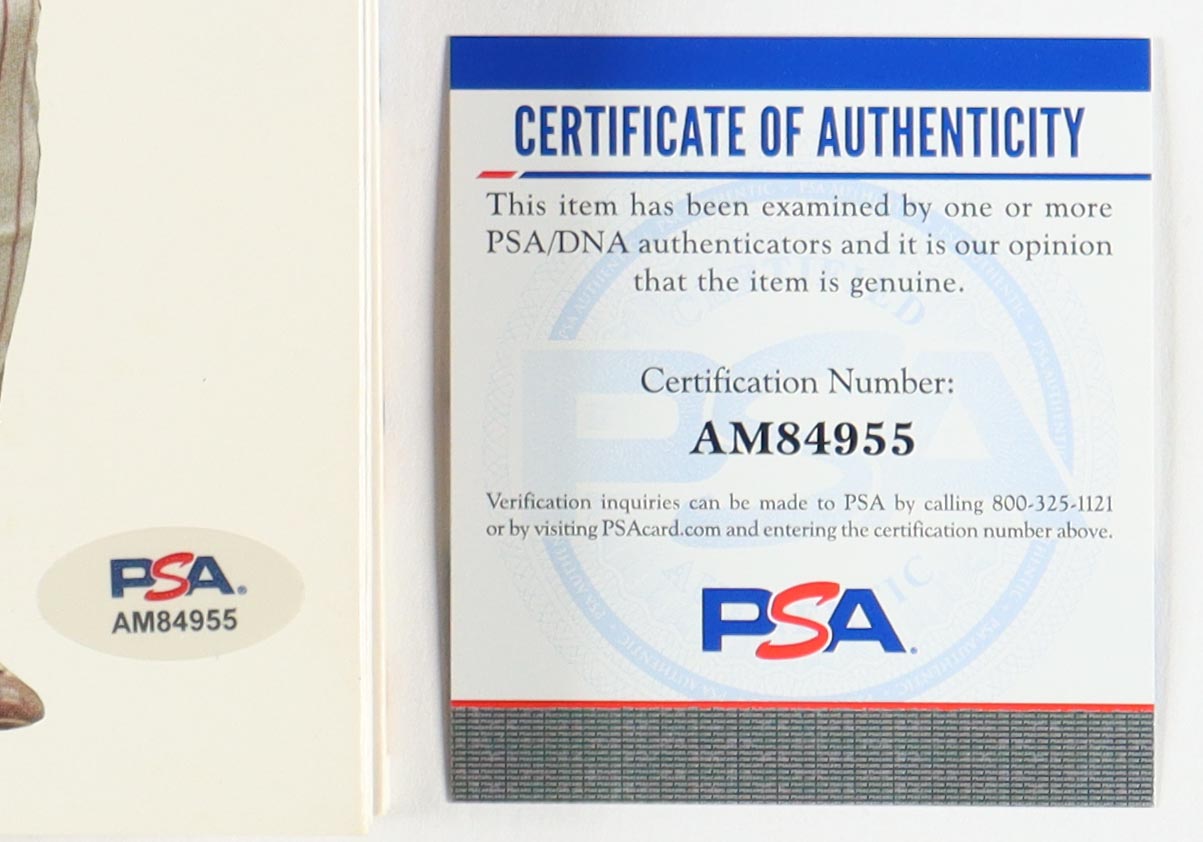 CERTIFICATE OF AUTHENTICITY
This item has been examined by one or more
PSA/DNA authenticators and it is our opinion
that the item is genuine.
Certification Number:
AM84955
Verification inquiries can be made to PSA by calling 800-325-1121
or by visiting PSAcard.com and entering the certification number above.
PSA.
PSA.
AM84955